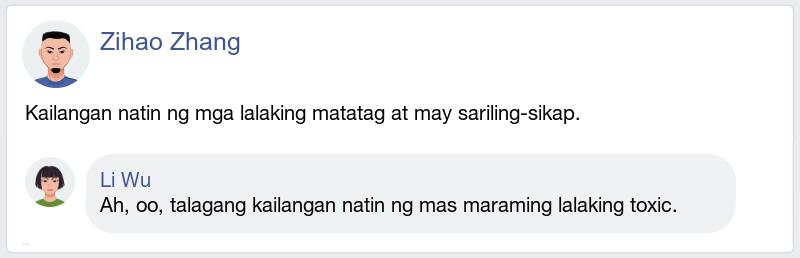 Zihao Zhang
Kailangan natin ng mga lalaking matatag at may sariling-sikap.
Li Wu
Ah, oo, talagang kailangan natin ng mas maraming lalaking toxic.